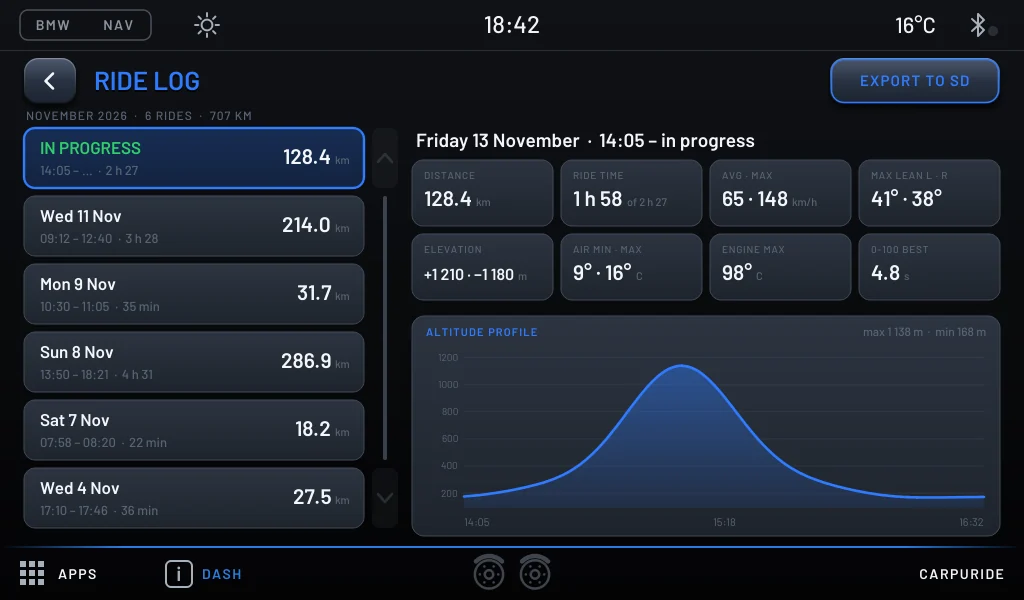 BMW NAV 18:42 16°C
RIDE LOG
EXPORT TO SD
NOVEMBER 2026 · 6 RIDES · 707 KM
IN PROGRESS
14:05 – ... · 2 h 27
128.4 km
Wed 11 Nov
09:12 – 12:40 · 3 h 28
214.0 km
Mon 9 Nov
10:30 – 11:05 · 35 min
31.7 km
Sun 8 Nov
13:50 – 18:21 · 4 h 31
286.9 km
Sat 7 Nov
07:58 – 08:20 · 22 min
18.2 km
Wed 4 Nov
17:10 – 17:46 · 36 min
27.5 km
Friday 13 November · 14:05 – in progress
DISTANCE
128.4 km
RIDE TIME
1 h 58 of 2 h 27
AVG · MAX
65 · 148 km/h
MAX LEAN L · R
41° · 38°
ELEVATION
+1 210 · −1 180 m
AIR MIN · MAX
9° · 16° C
ENGINE MAX
98° C
0-100 BEST
4.8 s
ALTITUDE PROFILE
max 1 138 m · min 168 m
1200
1000
800
600
400
200
14:05 15:18 16:32
APPS
i DASH
CARPURIDE